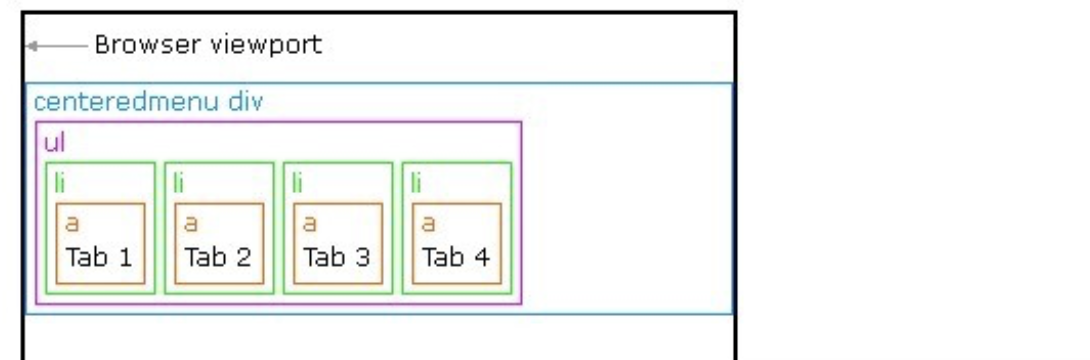 Browser viewport
centeredmenu div
ul
li li li li
a a a a
Tab 1 Tab 2 Tab 3 Tab 4